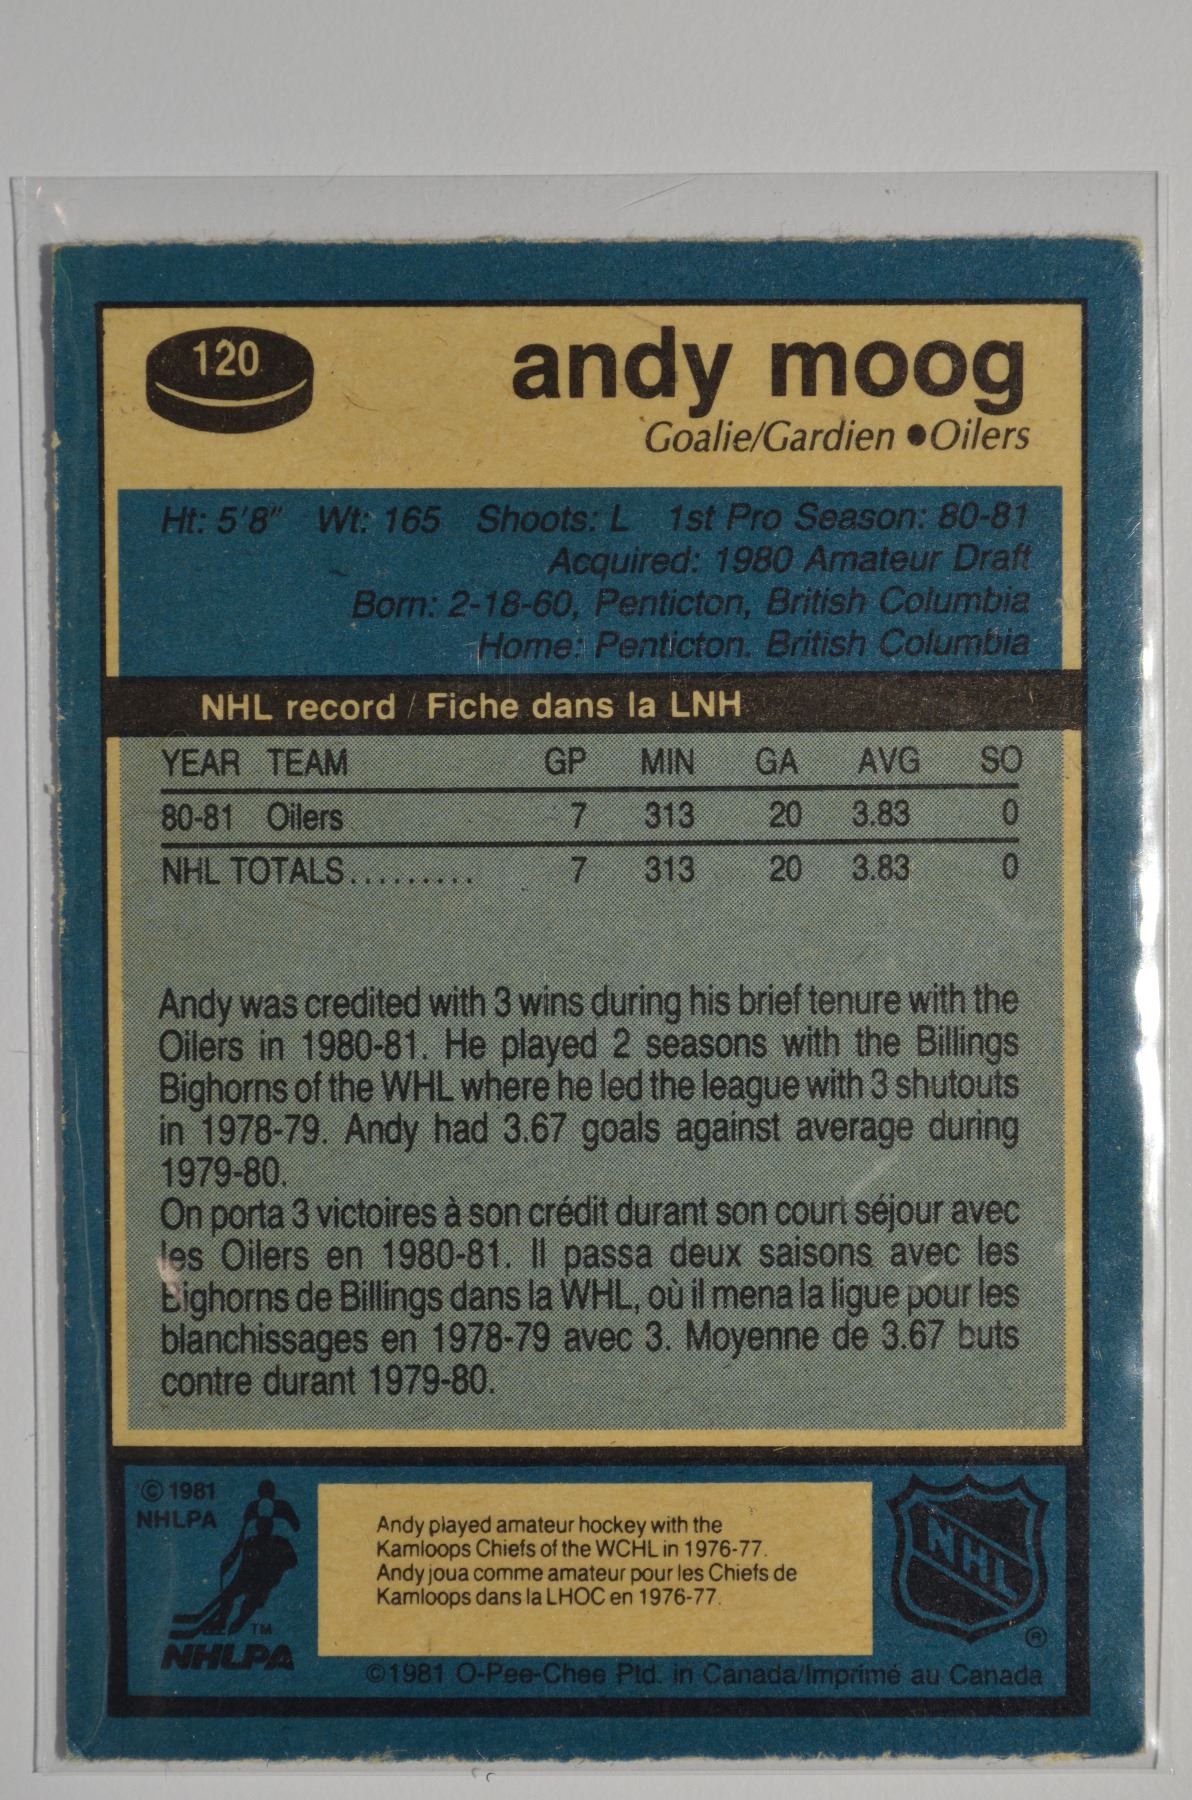 120
andy moog
Goalie/Gardien ● Oilers
Ht: 5'8" Wt: 165 Shoots: L 1st Pro Season: 80-81
Acquired: 1980 Amateur Draft
Born: 2-18-60, Penticton, British Columbia
Home: Penticton, British Columbia
NHL record / Fiche dans la LNH
YEAR TEAM GP MIN GA AVG SO
80-81 Oilers 7 313 20 3.83 0
NHL TOTALS......... 7 313 20 3.83 0
Andy was credited with 3 wins during his brief tenure with the
Oilers in 1980-81. He played 2 seasons with the Billings
Bighorns of the WHL where he led the league with 3 shutouts
in 1978-79. Andy had 3.67 goals against average during
1979-80.
On porta 3 victoires à son crédit durant son court séjour avec
les Oilers en 1980-81. Il passa deux saisons avec les
Bighorns de Billings dans la WHL, où il mena la ligue pour les
blanchissages en 1978-79 avec 3. Moyenne de 3.67 buts
contre durant 1979-80.
© 1981
NHLPA
TM
NHLPA
Andy played amateur hockey with the
Kamloops Chiefs of the WCHL in 1976-77.
Andy joua comme amateur pour les Chiefs de
Kamloops dans la LHOC en 1976-77.
NHL
®
©1981 O-Pee-Chee Ptd. in Canada/Imprimé au Canada